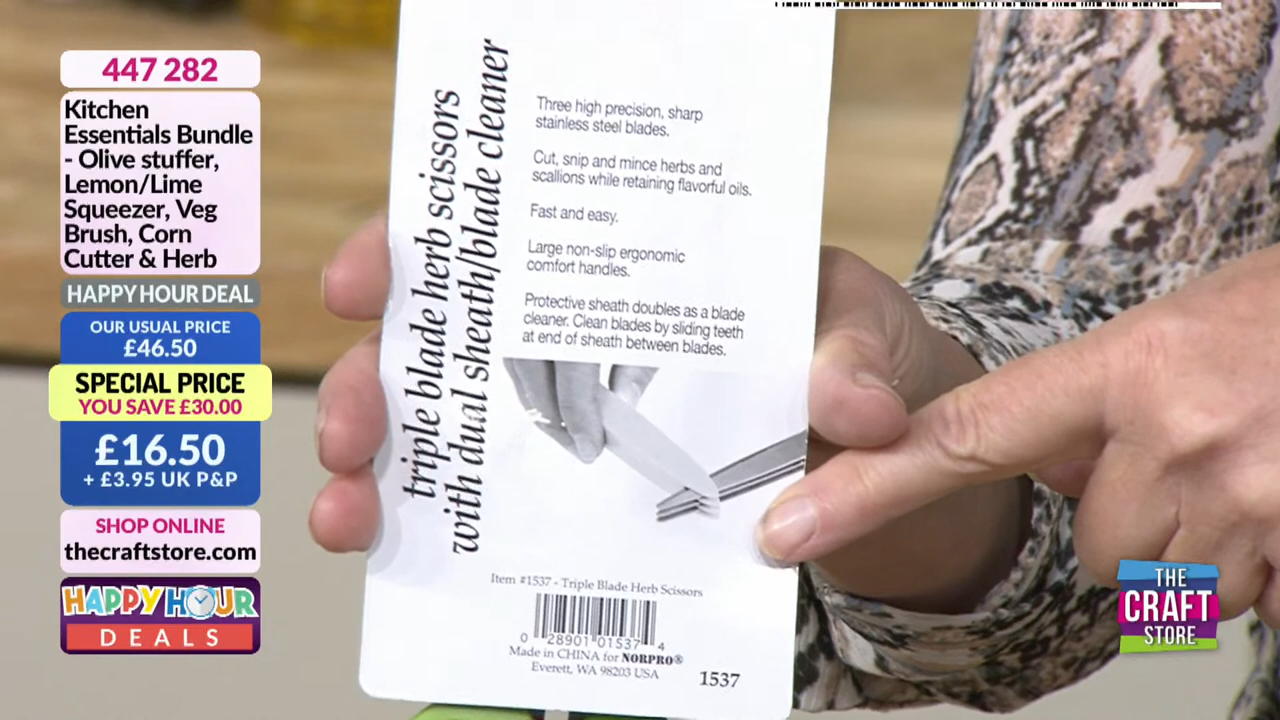 447 282
Kitchen
Essentials Bundle
- Olive stuffer,
Lemon/Lime
Squeezer, Veg
Brush, Corn
Cutter & Herb
HAPPY HOUR DEAL
OUR USUAL PRICE
£46.50
SPECIAL PRICE
YOU SAVE £30.00
£16.50
+ £3.95 UK P&P
SHOP ONLINE
thecraftstore.com
HAPPY HOUR
DEALS
triple blade herb scissors
with dual sheath/blade cleaner
Three high precision, sharp
stainless steel blades.
Cut, snip and mince herbs and
scallions while retaining flavorful oils.
Fast and easy.
Large non-slip ergonomic
comfort handles.
Protective sheath doubles as a blade
cleaner. Clean blades by sliding teeth
at end of sheath between blades.
Item #1537 - Triple Blade Herb Scissors
0 28901 01537 4
Made in CHINA for NORPRO®
Everett, WA 98203 USA
1537
THE
CRAFT
STORE